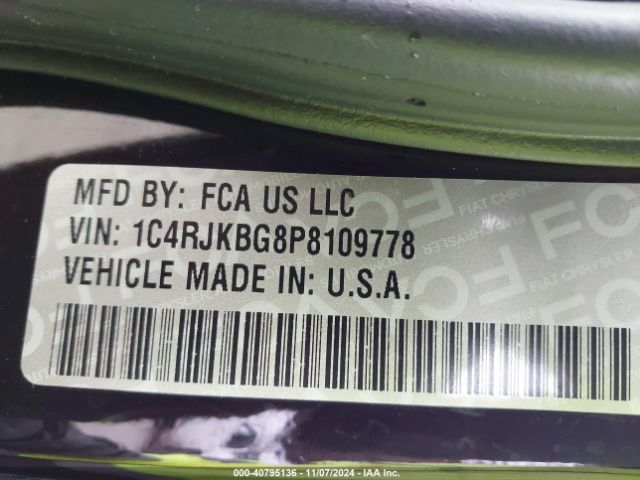 MFD BY: FCA US LLC
VIN: 1C4RJKBG8P8109778
VEHICLE MADE IN: U.S.A.
000-40795136 - 11/07/2024 - IAA Inc.